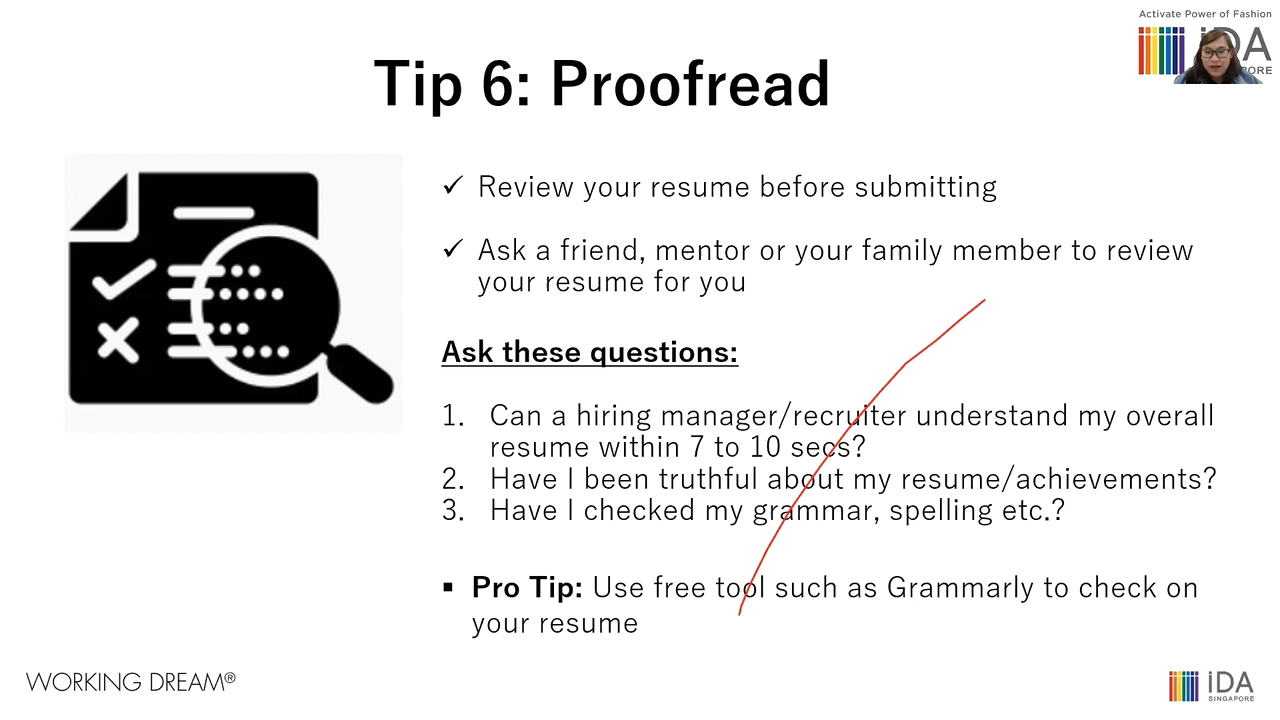 Activate Power of Fashion
iDA
Tip 6: Proofread
✓ Review your resume before submitting
✓ Ask a friend, mentor or your family member to review
your resume for you
Ask these questions:
1. Can a hiring manager/recruiter understand my overall
resume within 7 to 10 secs?
2. Have I been truthful about my resume/achievements?
3. Have I checked my grammar, spelling etc.?
▪ Pro Tip: Use free tool such as Grammarly to check on
your resume
WORKING DREAM®
iDA
SINGAPORE